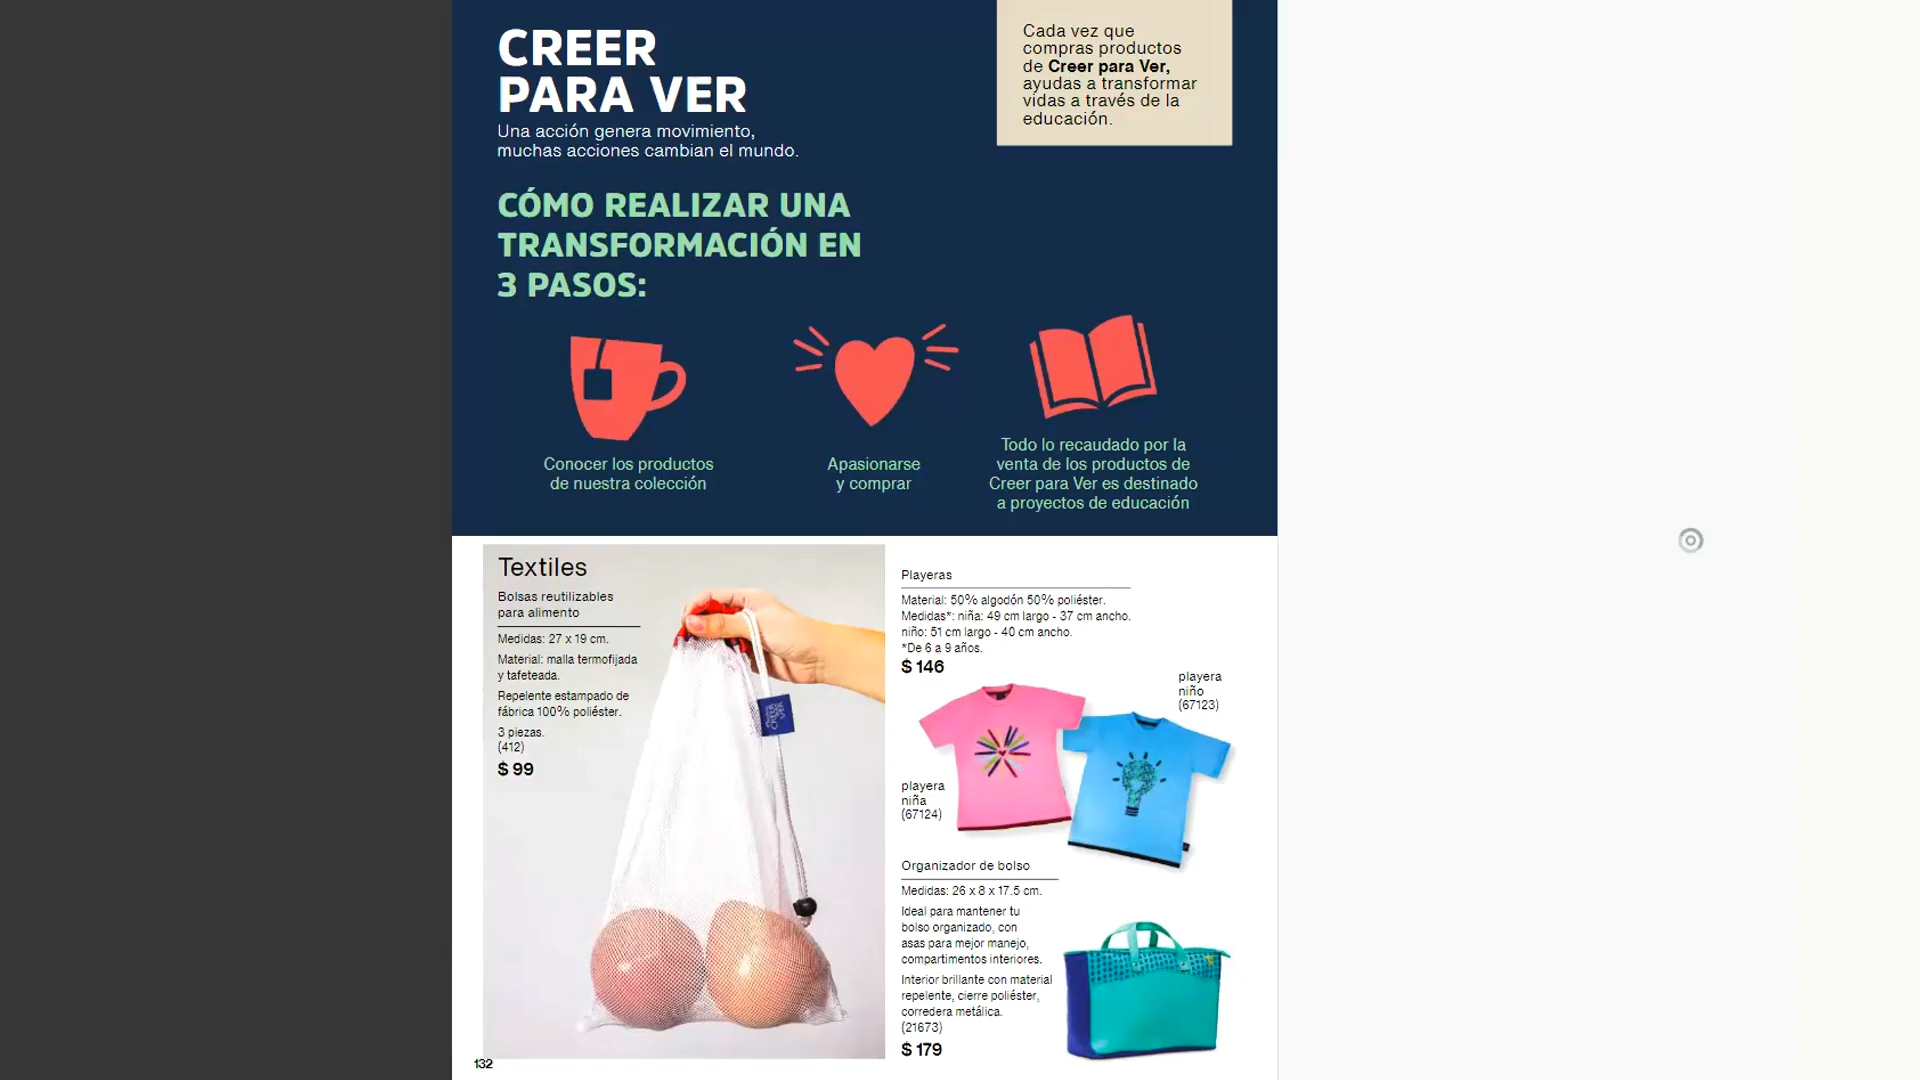 CREER
PARA VER
Una acción genera movimiento,
muchas acciones cambian el mundo.
Cada vez que
compras productos
de Creer para Ver,
ayudas a transformar
vidas a través de la
educación.
CÓMO REALIZAR UNA
TRANSFORMACIÓN EN
3 PASOS:
Conocer los productos
de nuestra colección
Apasionarse
y comprar
Todo lo recaudado por la
venta de los productos de
Creer para Ver es destinado
a proyectos de educación
Textiles
Bolsas reutilizables
para alimento
Medidas: 27 x 19 cm.
Material: malla termofijada
y tafeteada.
Repelente estampado de
fábrica 100% poliéster.
3 piezas.
(412)
$ 99
Playeras
Material: 50% algodón 50% poliéster.
Medidas*: niña: 49 cm largo - 37 cm ancho.
niño: 51 cm largo - 40 cm ancho.
*De 6 a 9 años.
$ 146
playera
niño
(67123)
playera
niña
(67124)
Organizador de bolso
Medidas: 26 x 8 x 17.5 cm.
Ideal para mantener tu
bolso organizado, con
asas para mejor manejo,
compartimentos interiores.
Interior brillante con material
repelente, cierre poliéster,
corredera metálica.
(21673)
$ 179
CREER
VER
132